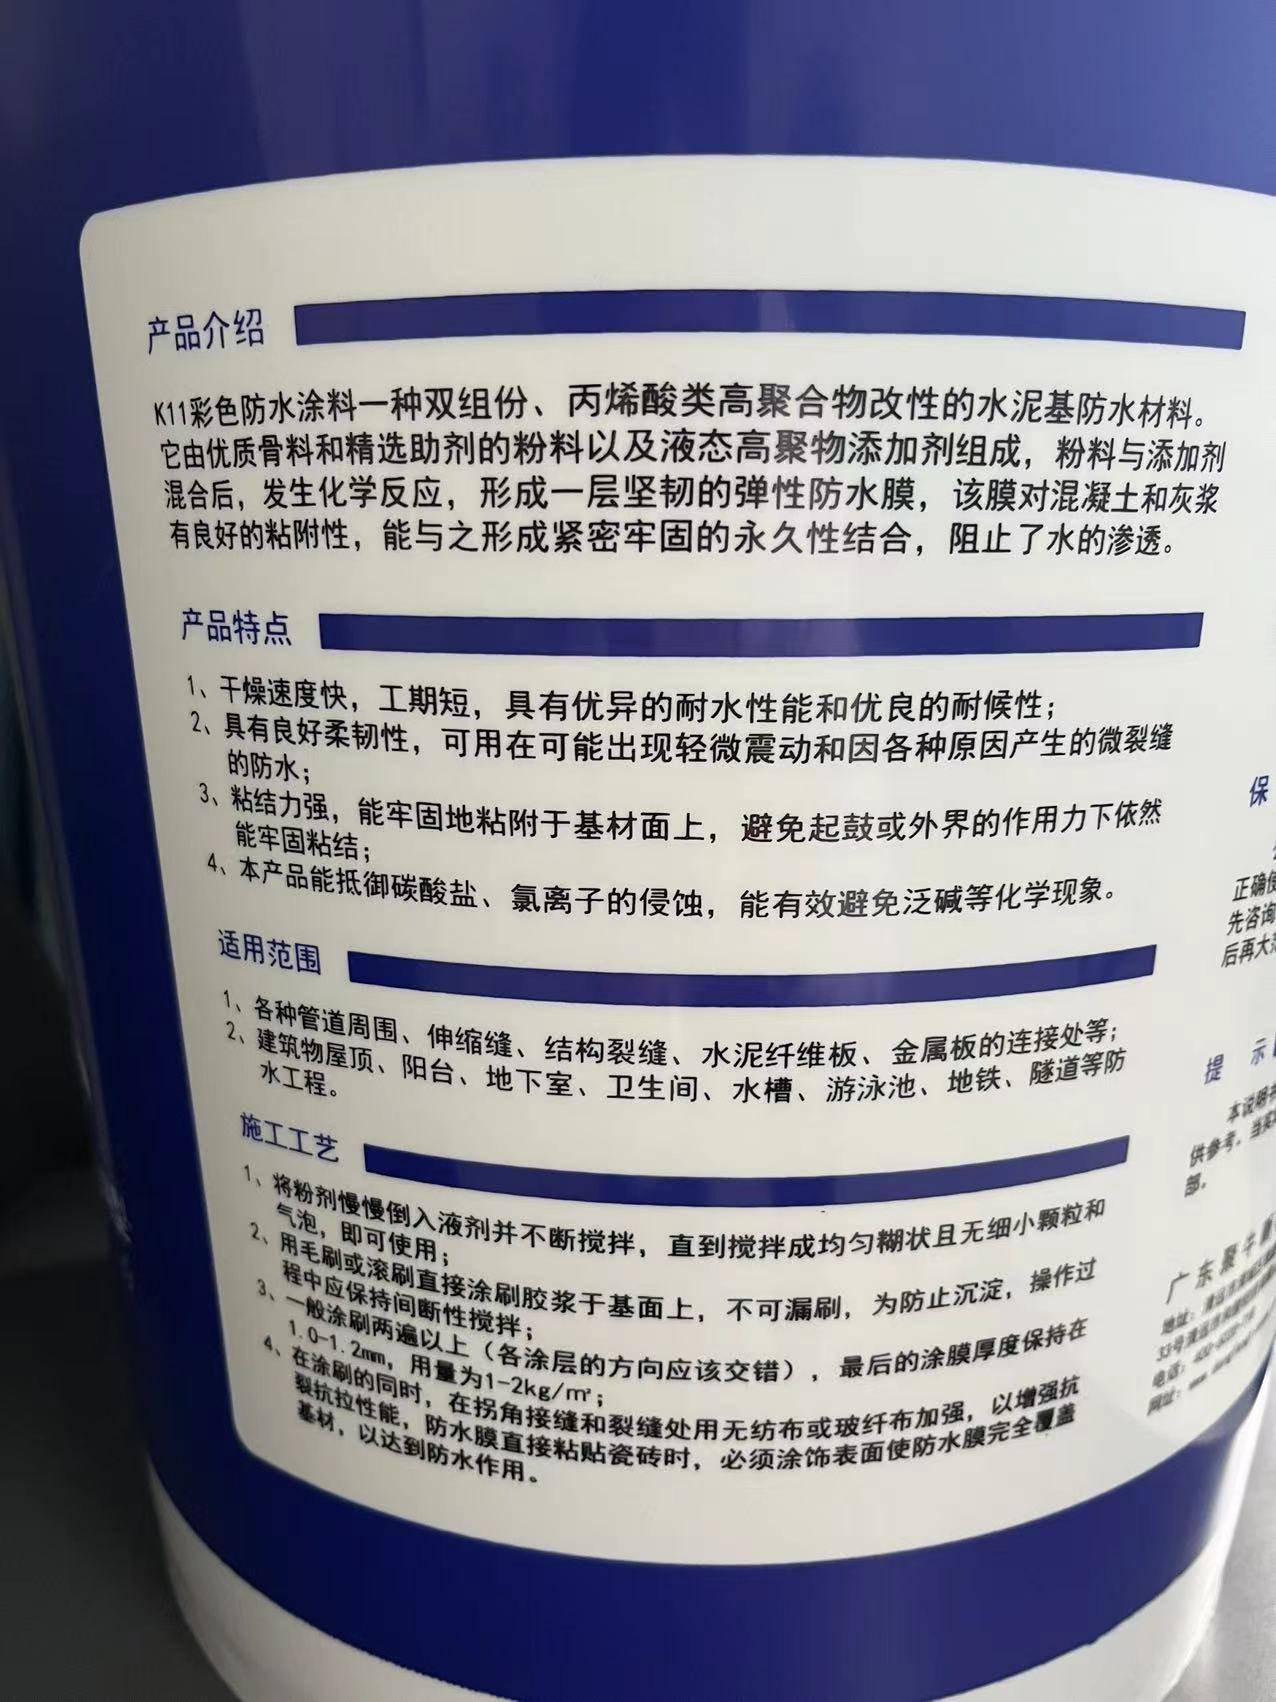 产品介绍
K11彩色防水涂料一种双组份、丙烯酸类高聚合物改性的水泥基防水材料。
它由优质骨料和精选助剂的粉料以及液态高聚物添加剂组成，粉料与添加剂
混合后，发生化学反应，形成一层坚韧的弹性防水膜，该膜对混凝土和灰浆
有良好的粘附性，能与之形成紧密牢固的永久性结合，阻止了水的渗透。
产品特点
1、干燥速度快，工期短，具有优异的耐水性能和优良的耐候性；
2、具有良好柔韧性，可用在可能出现轻微震动和因各种原因产生的微裂缝
的防水；
3、粘结力强，能牢固地粘附于基材面上，避免起鼓或外界的作用力下依然
能牢固粘结；
4、本产品能抵御碳酸盐、氯离子的侵蚀，能有效避免泛碱等化学现象。
适用范围
1、各种管道周围、伸缩缝、结构裂缝、水泥纤维板、金属板的连接处等；
2、建筑物屋顶、阳台、地下室、卫生间、水槽、游泳池、地铁、隧道等防
水工程。
施工工艺
1、将粉剂慢慢倒入液剂并不断搅拌，直到搅拌成均匀糊状且无细小颗粒和
气泡，即可使用；
2、用毛刷或滚刷直接涂刷胶浆于基面上，不可漏刷，为防止沉淀，操作过
程中应保持间断性搅拌；
3、一般涂刷两遍以上（各涂层的方向应该交错），最后的涂膜厚度保持在
1.0-1.2mm，用量为1-2kg/㎡；
4、在涂刷的同时，在拐角接缝和裂缝处用无纺布或玻纤布加强，以增强抗
裂抗拉性能，防水膜直接粘贴瓷砖时，必须涂饰表面使防水膜完全覆盖
基材，以达到防水作用。
保
正确使
先咨询
后再大
提 示
本说明书
供参考，当实
部。
广东聚牛
地址：
33号
电话：
网址：